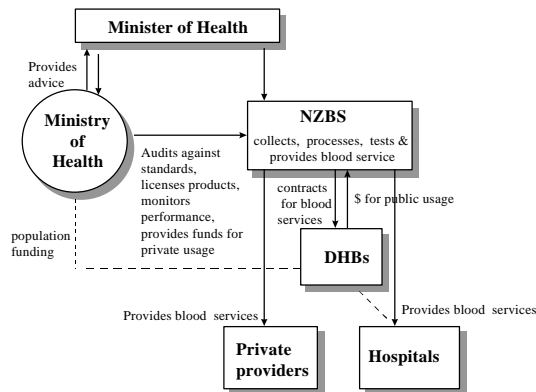 Minister of Health
Provides
advice
Ministry
of
Health
NZBS
collects, processes, tests &
provides blood service
Audits against
standards,
licenses products,
monitors
performance,
provides funds for
private usage
contracts
for blood
services
$ for public usage
population
funding
DHBs
Provides blood services
Provides blood services
Private
providers
Hospitals